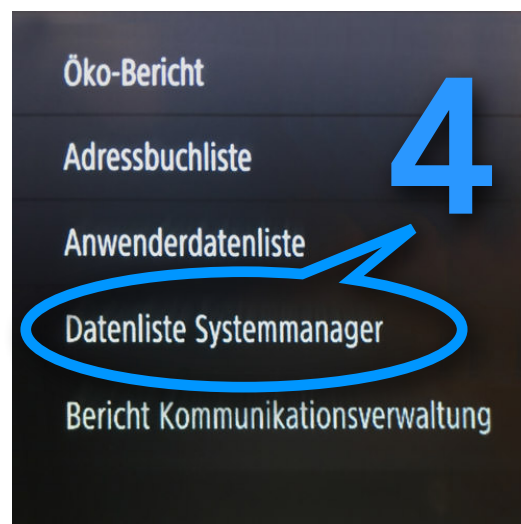 Öko-Bericht
4
Adressbuchliste
Anwenderdatenliste
Datenliste Systemmanager
Bericht Kommunikationsverwaltung